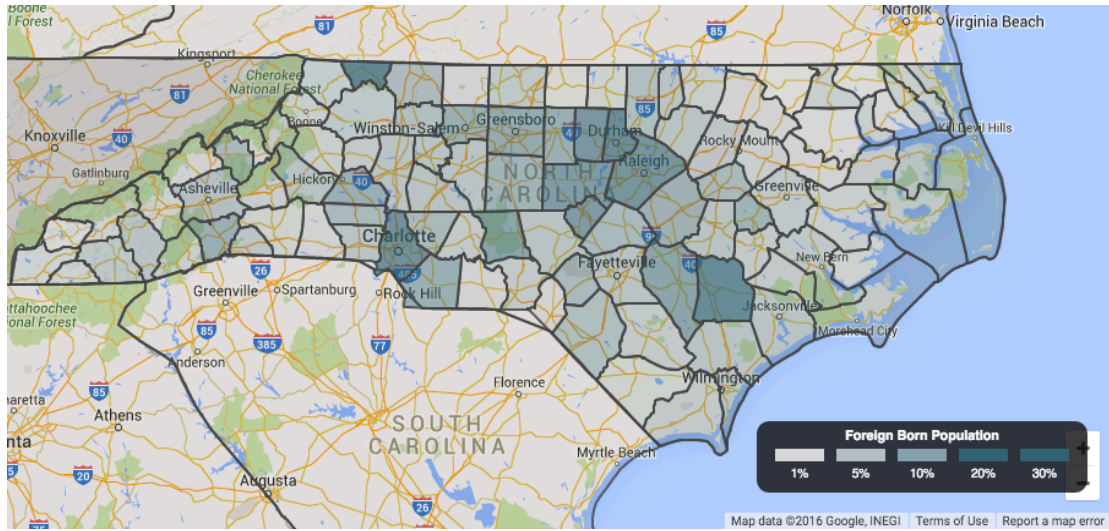 Boone
National Forest
Norfolk
Virginia Beach
81
85
Kingsport
Cherokee
National Forest
81
Boone
85
Knoxville
40
Winston-Salem
Greensboro
40
Durham
Rocky Mount
Kill Devil Hills
Gatlinburg
Raleigh
NORTH
CAROLINA
Asheville
Hickory
40
Greenville
Charlotte
95
New Bern
26
485
Fayetteville
40
Greenville
Spartanburg
Rock Hill
Jacksonville
Morehead City
85
385
77
Anderson
Wilmington
85
Florence
Athens
SOUTH
CAROLINA
20
Myrtle Beach
Augusta
26
Foreign Born Population
1%
5%
10%
20%
30%
+
−
Map data ©2016 Google, INEGI
Terms of Use
Report a map error